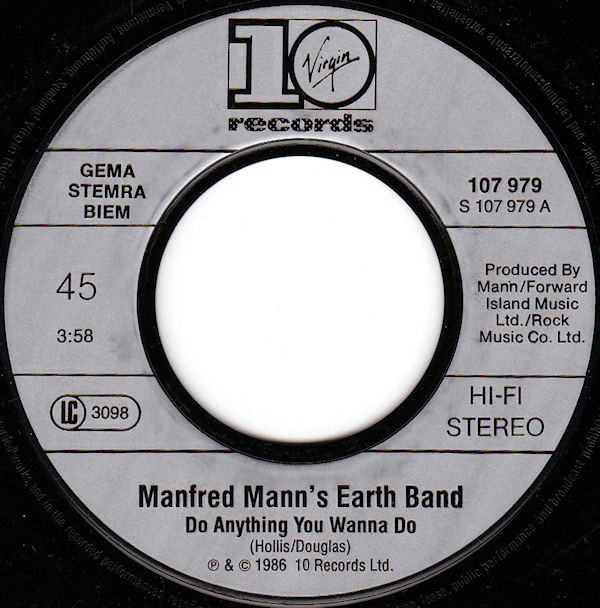 10
Virgin
records
GEMA
STEMRA
BIEM
107 979
S 107 979 A
45
3:58
Produced By
Mann/Forward
Island Music
Ltd./Rock
Music Co. Ltd.
LC 3098
HI-FI
STEREO
Manfred Mann's Earth Band
Do Anything You Wanna Do
(Hollis/Douglas)
℗ & © 1986 10 Records Ltd.